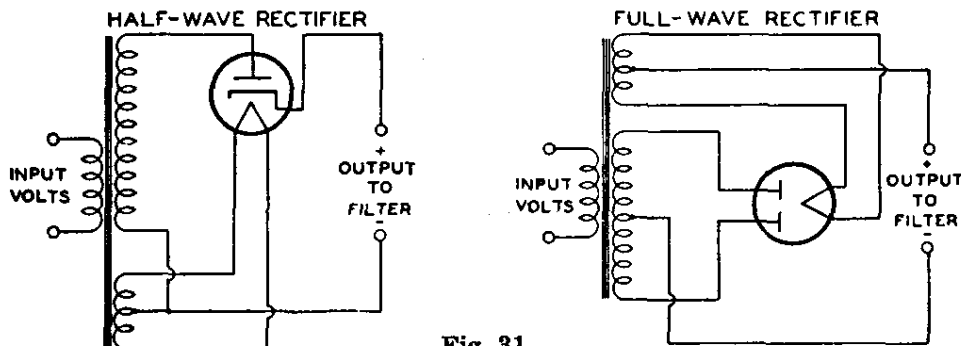 HALF-WAVE RECTIFIER
INPUT
VOLTS
+
OUTPUT
TO
FILTER
-
FULL-WAVE RECTIFIER
INPUT
VOLTS
+
OUTPUT
TO
FILTER
-
Fig. 31